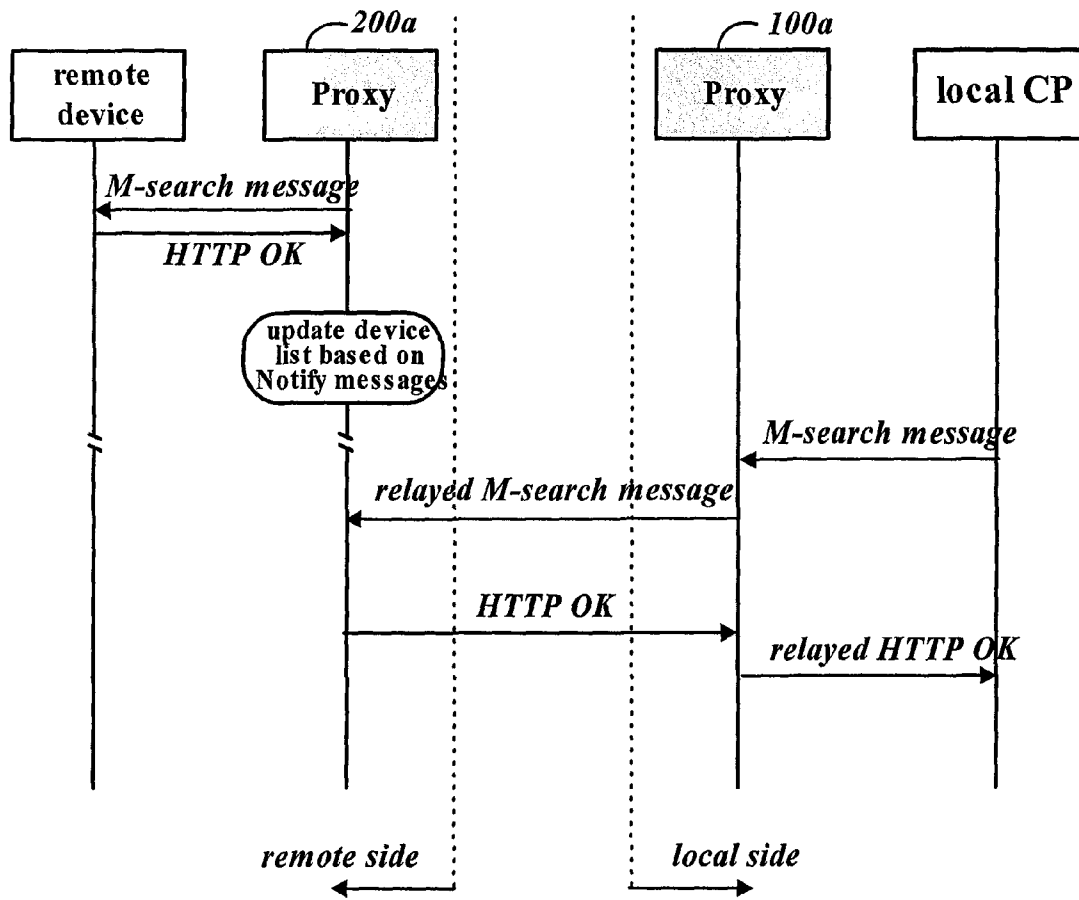 200a
100a
remote
device
Proxy
Proxy
local CP
M-search message
HTTP OK
update device
list based on
Notify messages
M-search message
relayed M-search message
HTTP OK
relayed HTTP OK
remote side
local side